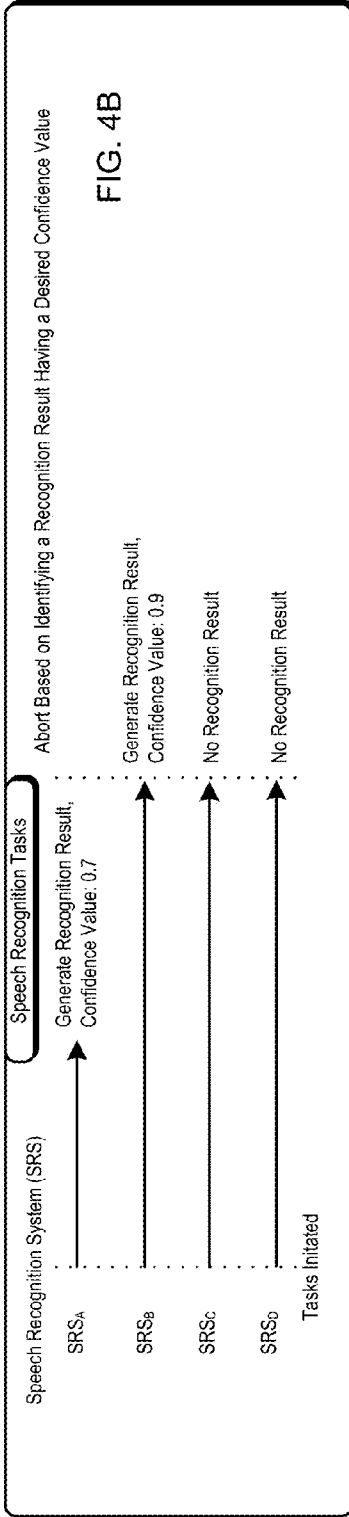 Speech Recognition Tasks
Speech Recognition System (SRS)
Abort Based on Identifying a Recognition Result Having a Desired Confidence Value
SRSA
Generate Recognition Result,
Confidence Value: 0.7
SRSB
Generate Recognition Result,
Confidence Value: 0.9
SRSC
No Recognition Result
SRSD
No Recognition Result
Tasks Initated
FIG. 4B